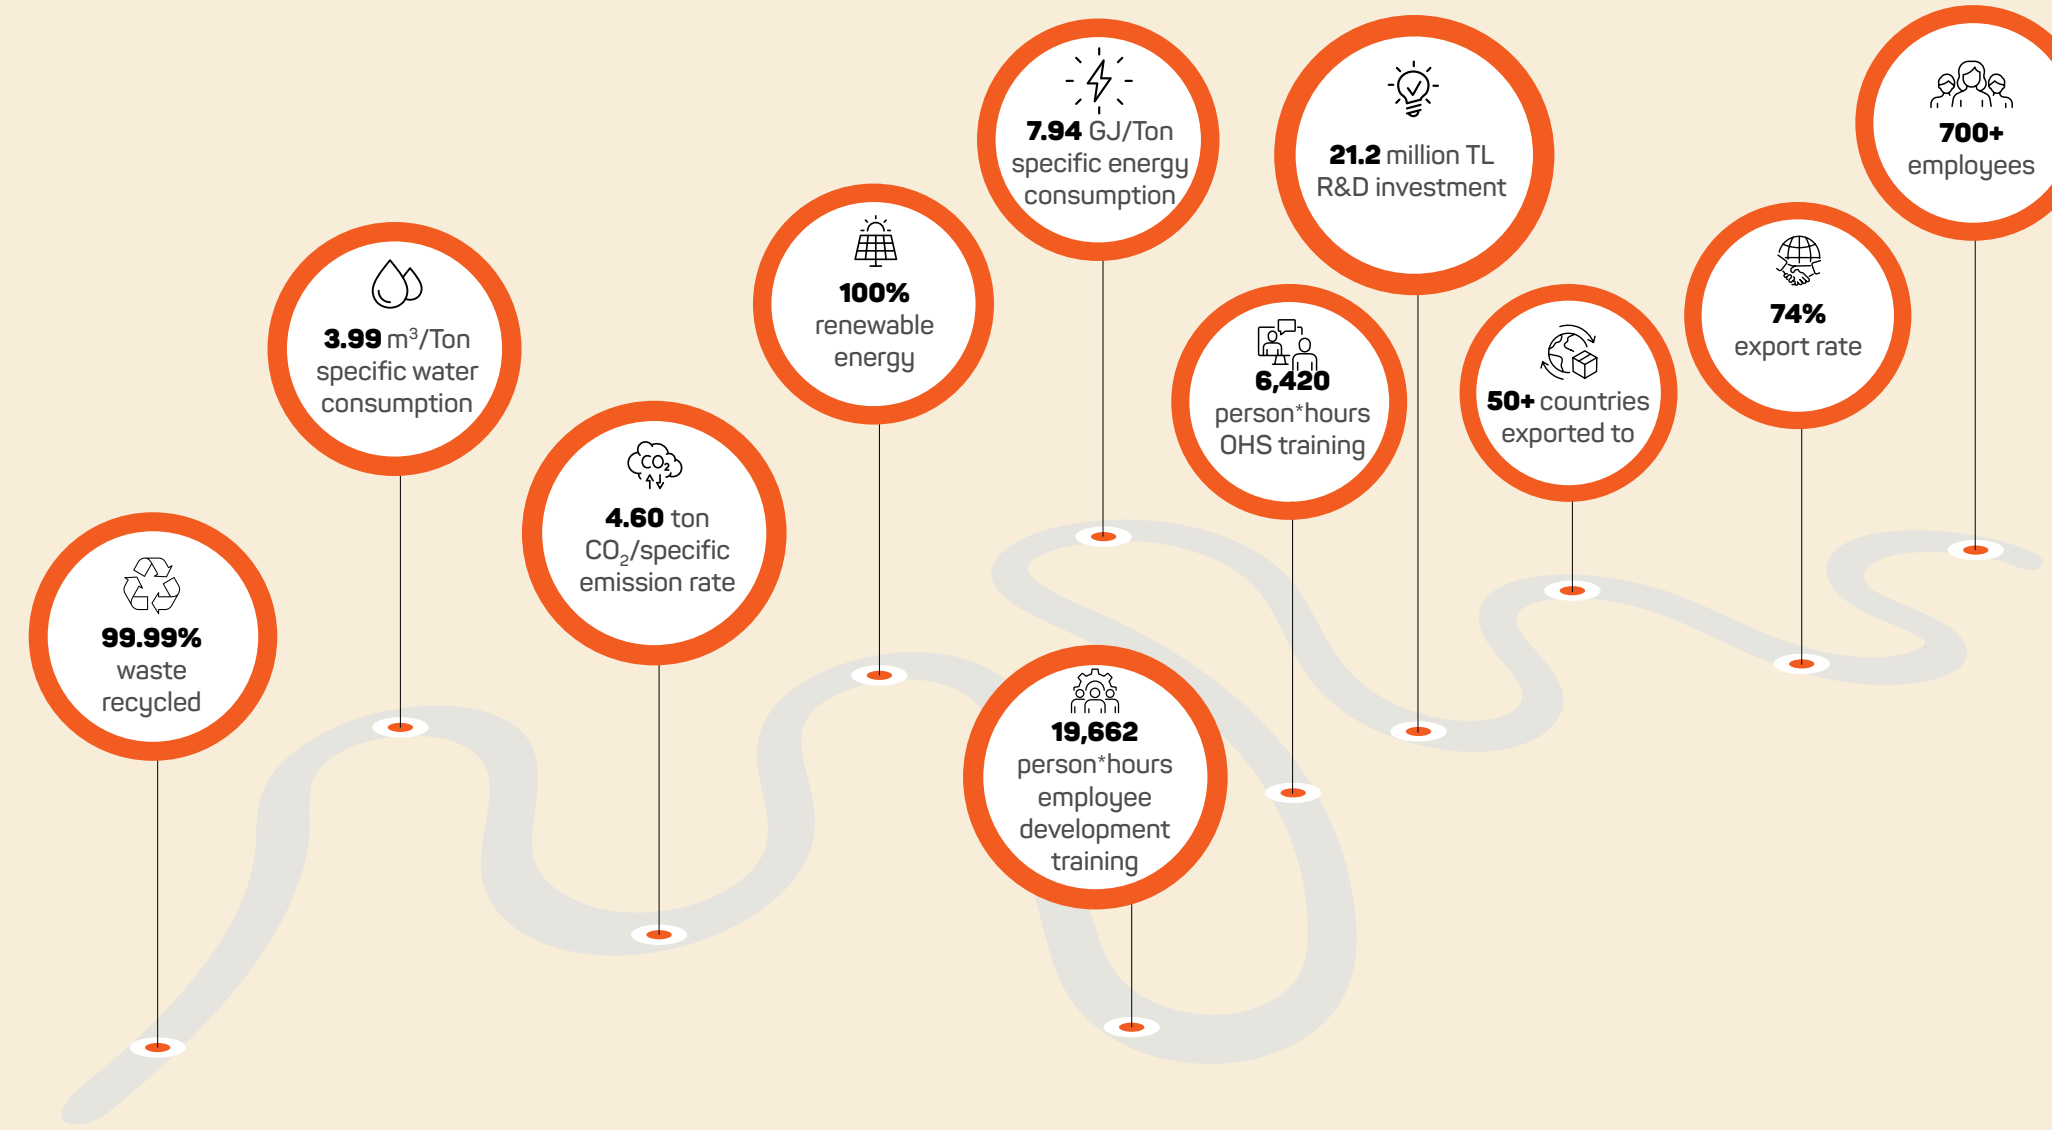 99.99%
waste
recycled
3.99 m³/Ton
specific water
consumption
CO₂
4.60 ton
CO₂/specific
emission rate
100%
renewable
energy
7.94 GJ/Ton
specific energy
consumption
19,662
person*hours
employee
development
training
6,420
person*hours
OHS training
21.2 million TL
R&D investment
50+ countries
exported to
74%
export rate
700+
employees